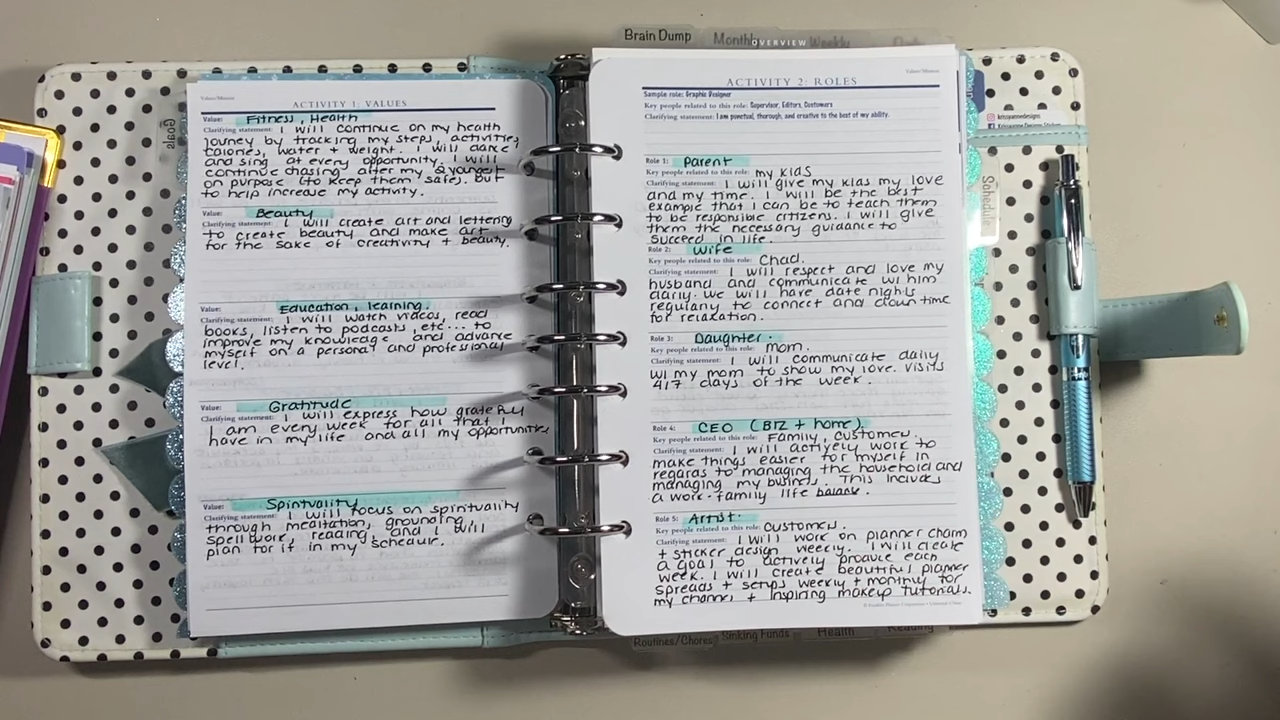 Brain Dump
Monthly
OVERVIEW
Weekly
Goals
Values/Mission
ACTIVITY 1: VALUES
Value: Fitness, Health
Clarifying statement: I will continue on my health
journey by tracking my steps, activities,
calories, water + weight. I will dance
and sing at every opportunity. I will
continue chasing after my 2 youngest
on purpose (to keep them safe). but
to help increase my activity.
Value: Beauty
Clarifying statement: I will create art and lettering
to create beauty and make art
for the sake of creativity + beauty.
Value: Education, learning.
Clarifying statement: I will watch videos, read
books, listen to podcasts, etc... to
improve my knowledge and advance
myself on a personal and professional
level.
Value: Gratitude
Clarifying statement: I will express how grateful
I am every week for all that I
have in my life and all my opportunities
Value: Spirituality
Clarifying statement: I will focus on spirituality
through meditation, grounding,
spellwork, reading, and I will
plan for it in my schedule.
Values/Mission
ACTIVITY 2: ROLES
Sample role: Graphic Designer
Key people related to this role: Supervisor, Editors, Customers
Clarifying statement: I am punctual, thorough, and creative to the best of my ability.
Role 1: Parent
Key people related to this role: my kids
Clarifying statement: I will give my kids my love
and my time. I will be the best
example that I can be to teach them
to be responsible citizens. I will give
them the necessary guidance to
succeed in life.
Role 2: Wife
Key people related to this role: Chad.
Clarifying statement: I will respect and love my
husband and communicate w/ him
daily. We will have date nights
regularly to connect and down time
for relaxation.
Role 3: Daughter.
Key people related to this role: mom.
Clarifying statement: I will communicate daily
w/ my mom to show my love. Visits
4/7 days of the week.
Role 4: CEO (BIZ + home)
Key people related to this role: Family, customers.
Clarifying statement: I will actively work to
make things easier to myself in
regards to managing the household and
managing my business. This includes
a work-family life balance.
Role 5: Artist.
Key people related to this role: Customers.
Clarifying statement: I will work on planner charm
+ sticker design weekly. I will create
a goal to actively produce each
week. I will create beautiful planner
spreads + setups weekly + monthly for
my channel + inspiring makeup tutorials.
krissyannedesigns
Schedule
Routines/Chores
Sinking Funds
Health
Reading